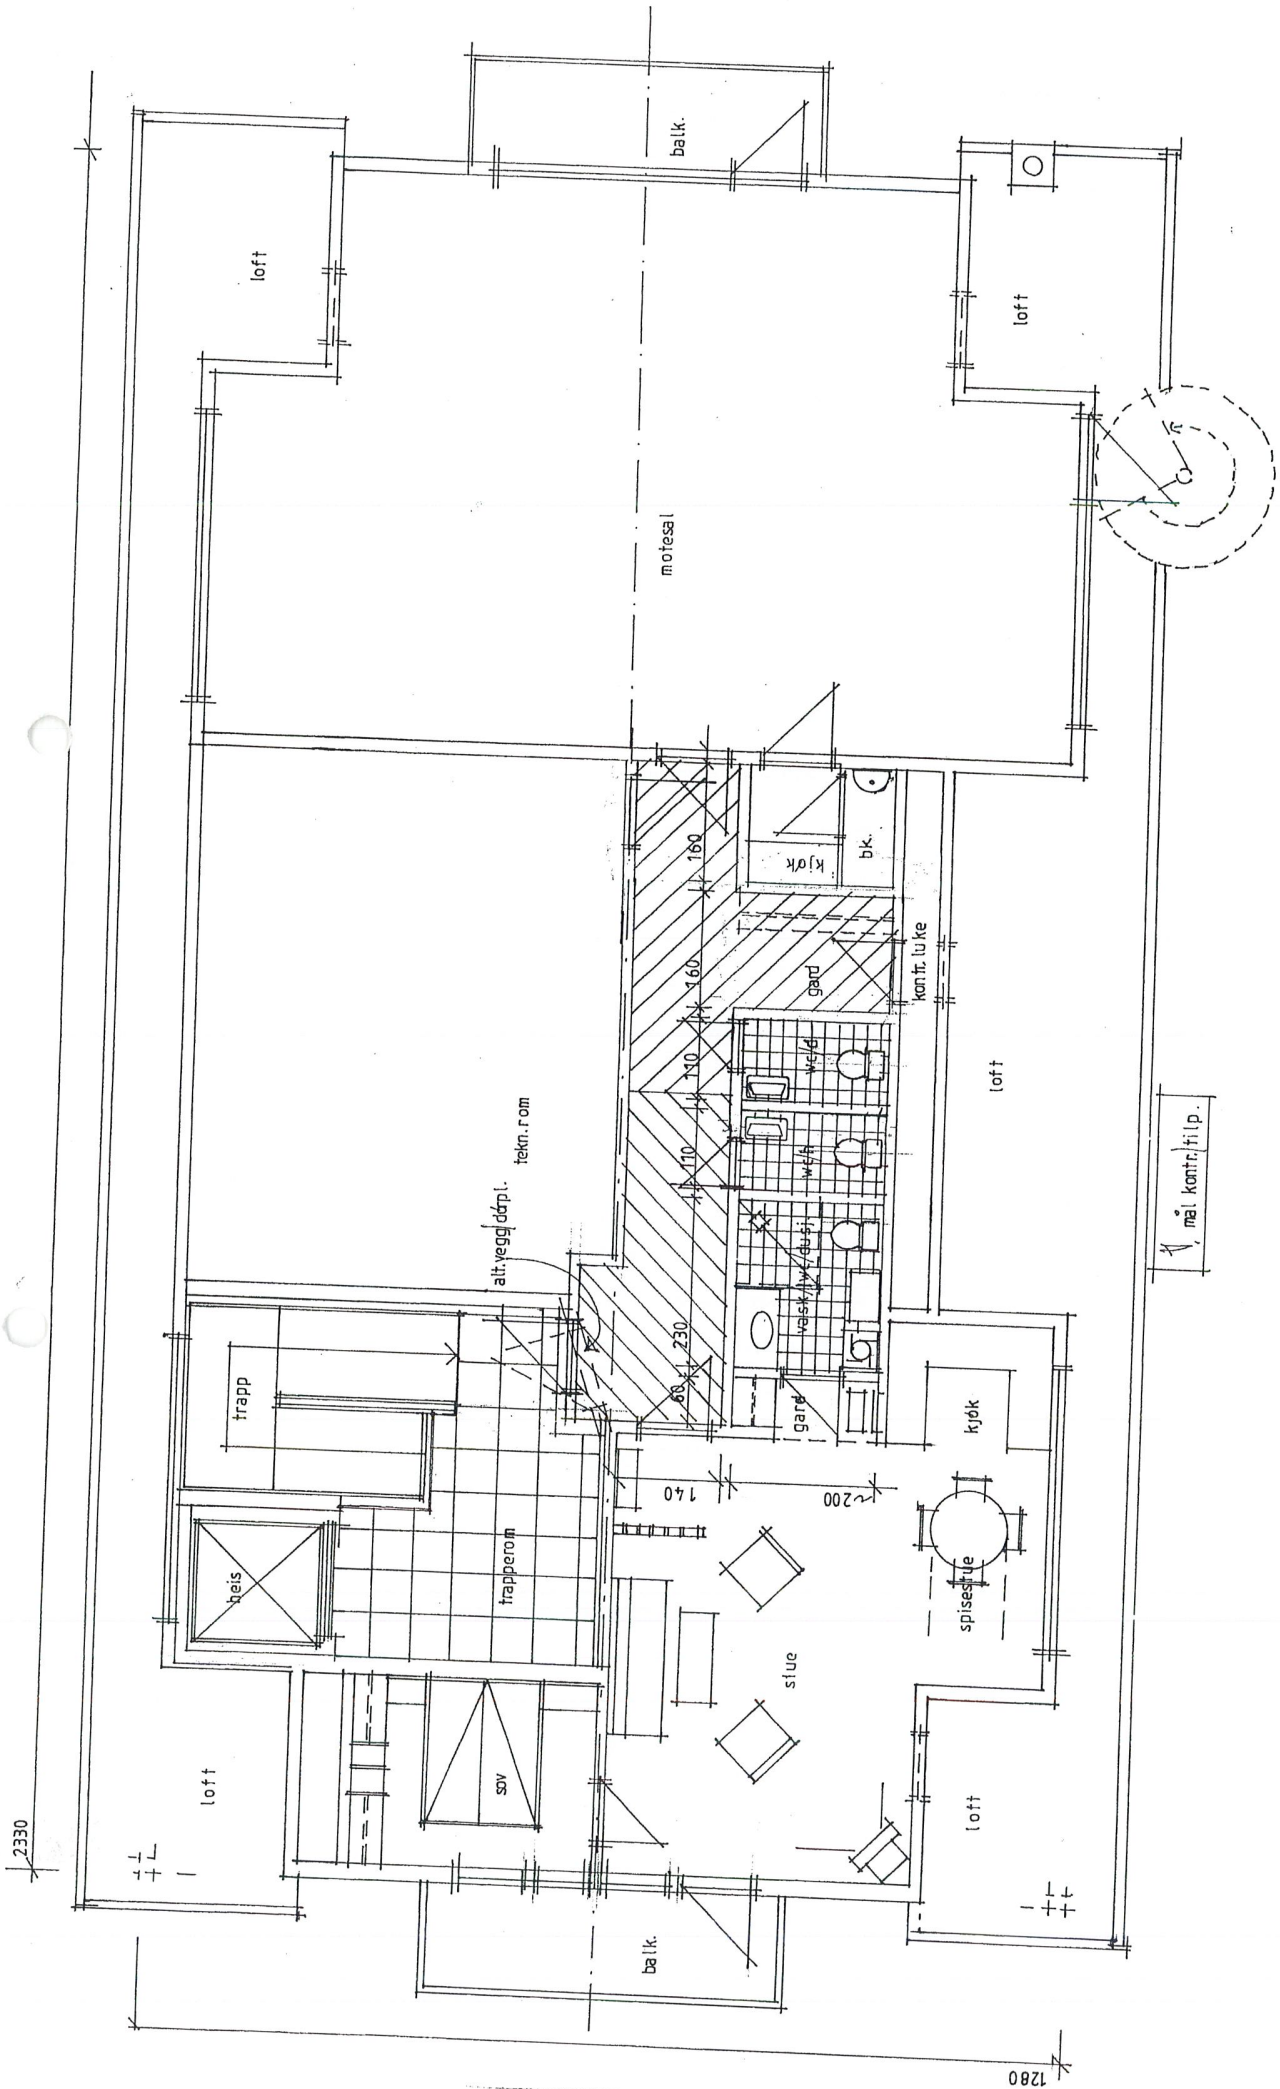 2330
loft
balk.
loft
loft
motesal
tekn.rom
alt.vegg/dørpl.
trapp
heis
trapperom
sov
loft
balk.
stue
spisestue
kjøk
loft
gard
vask/wc/dusj.
wc/h
wc/d
gard
kjøk
bk.
kontr. luke
loft
60
230
110
110
160
160
140
~200
1, mål kontr./tilp.
1280